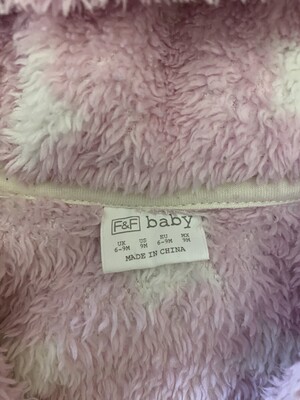 F&F baby
UK US EU MX
6-9M 9M 6-9M 9M
MADE IN CHINA